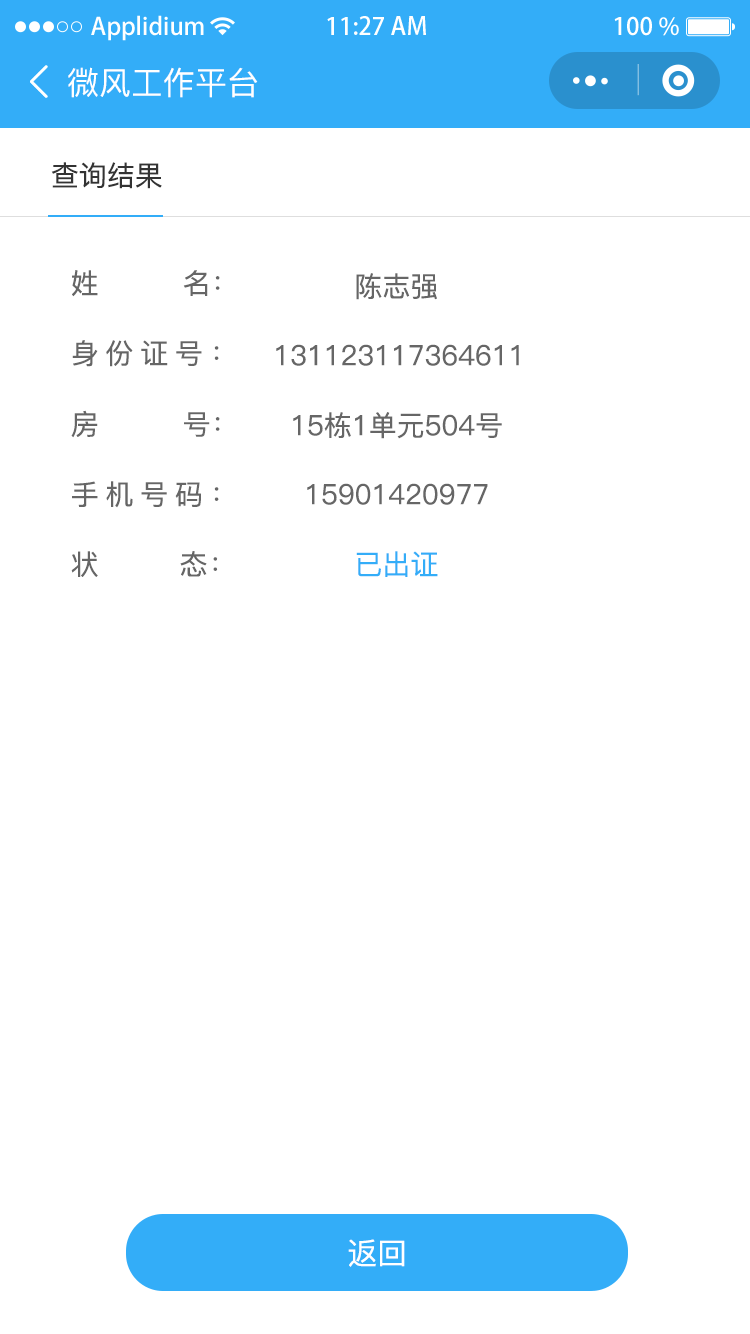 Applidium 11:27 AM 100 %
微风工作平台
查询结果
姓 名： 陈志强
身份证号： 131123117364611
房 号： 15栋1单元504号
手机号码： 15901420977
状 态： 已出证
返回